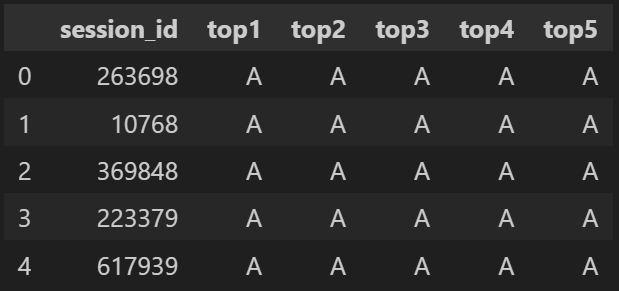 session_id top1 top2 top3 top4 top5
0 263698 A A A A A
1 10768 A A A A A
2 369848 A A A A A
3 223379 A A A A A
4 617939 A A A A A